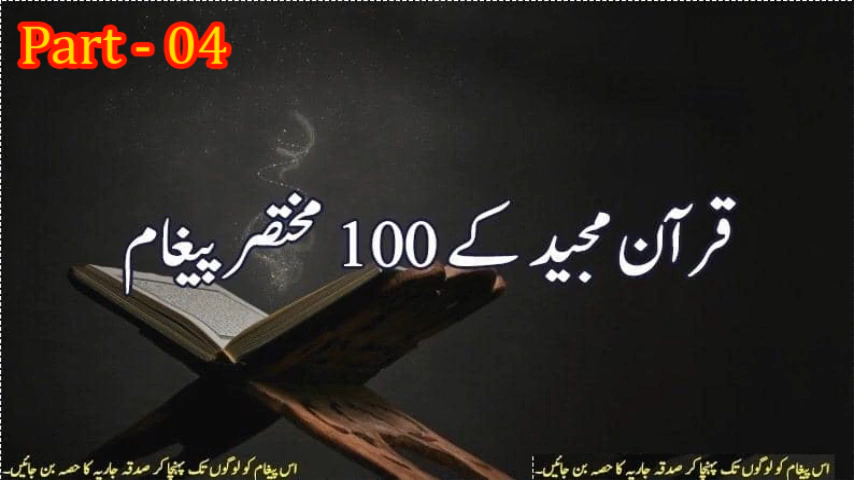 Part - 04
قرآن مجید کے 100 مختصر پیغام
اس پیغام کو لوگوں تک پہنچا کر صدقہ جاریہ کا حصہ بن جائیں۔
اس پیغام کو لوگوں تک پہنچا کر صدقہ جاریہ کا حصہ بن جائیں۔